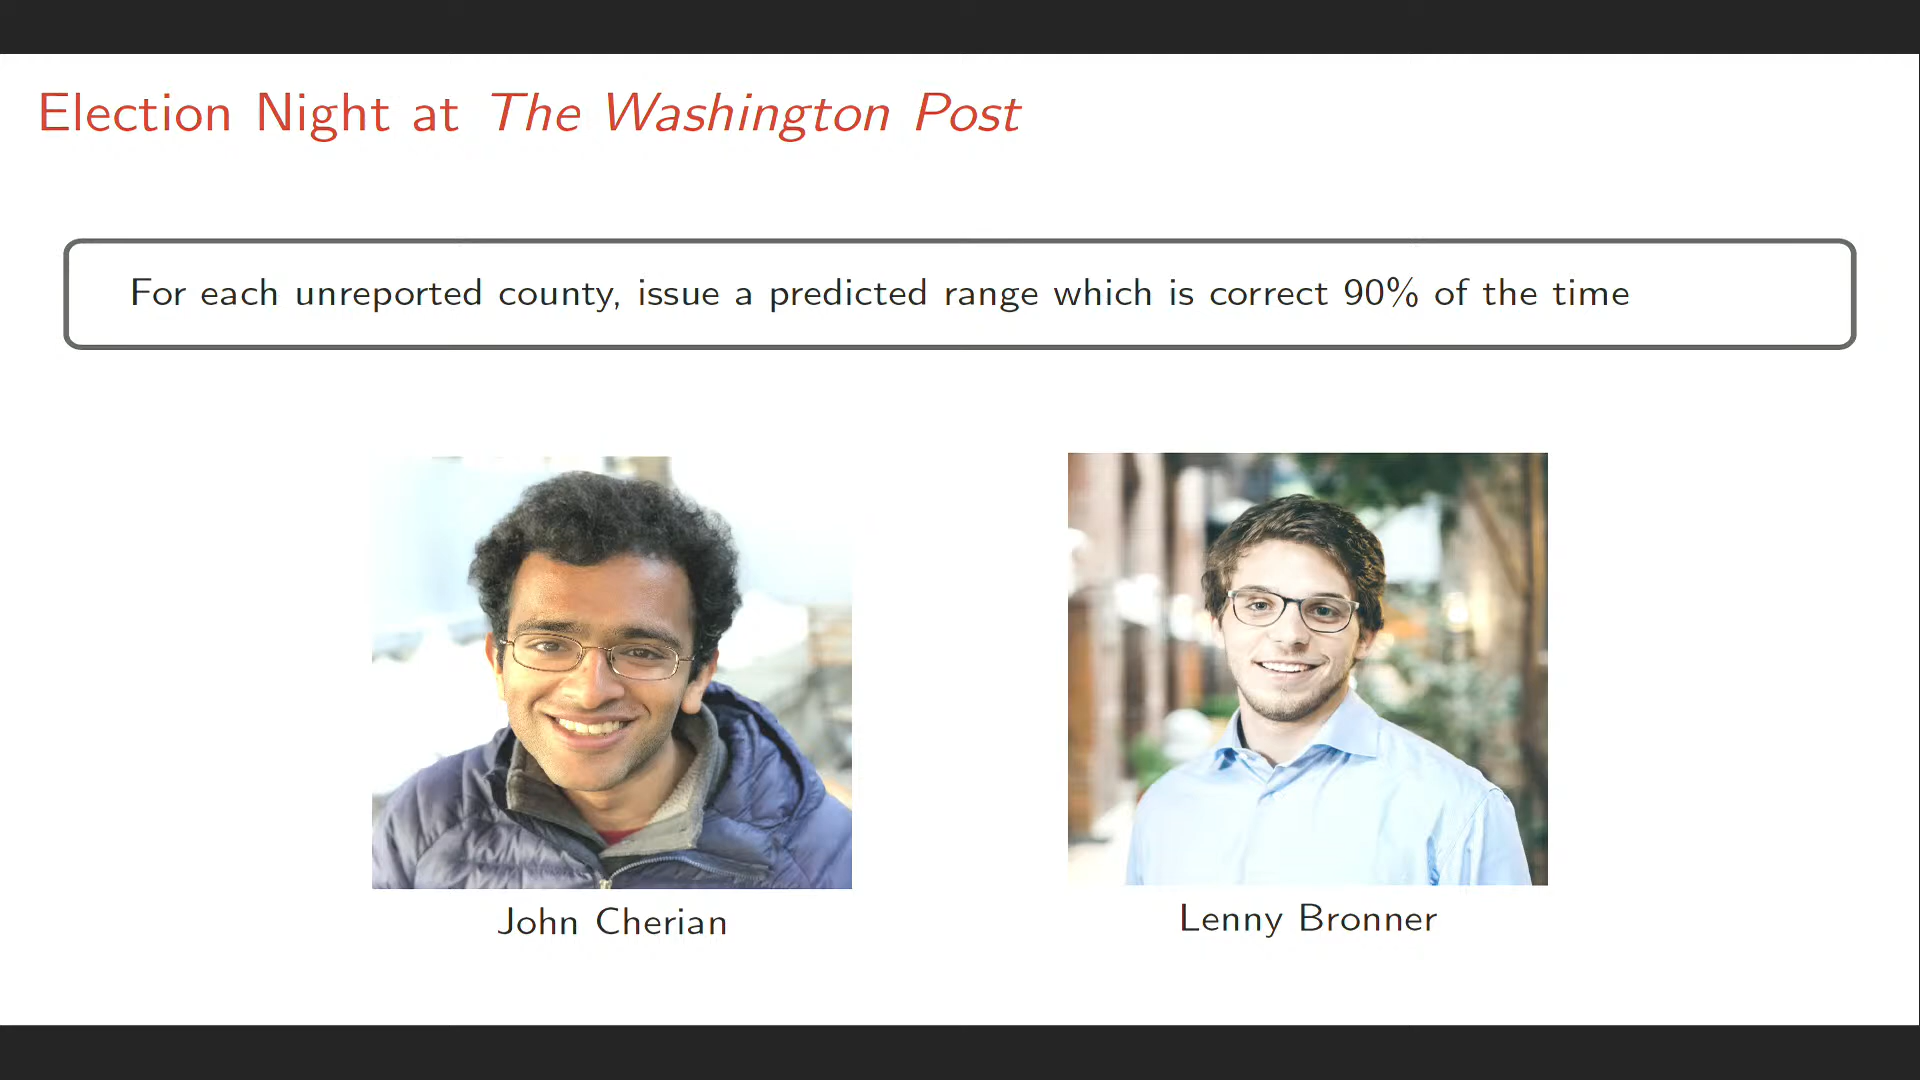 Election Night at The Washington Post
For each unreported county, issue a predicted range which is correct 90% of the time
John Cherian
Lenny Bronner